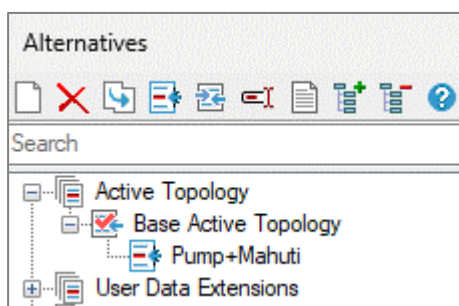 Alternatives
Search
Active Topology
Base Active Topology
Pump+Mahuti
User Data Extensions